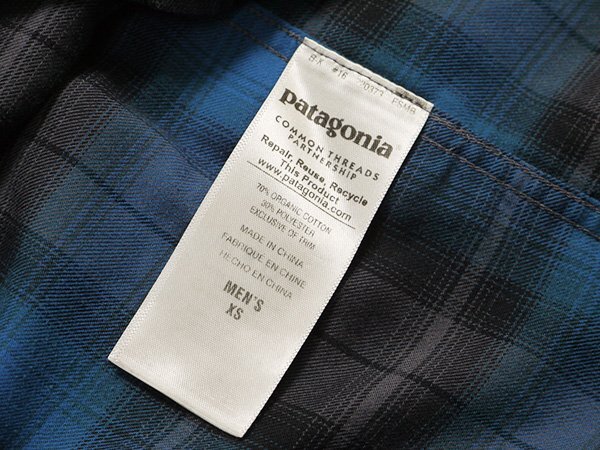 patagonia
COMMON THREADS
PARTNERSHIP
Repair, Reuse, Recycle
This Product
www.patagonia.com
70% ORGANIC COTTON
30% POLYESTER
EXCLUSIVE OF TRIM
MADE IN CHINA
FABRIQUE EN CHINE
HECHO EN CHINA
MEN'S
XS